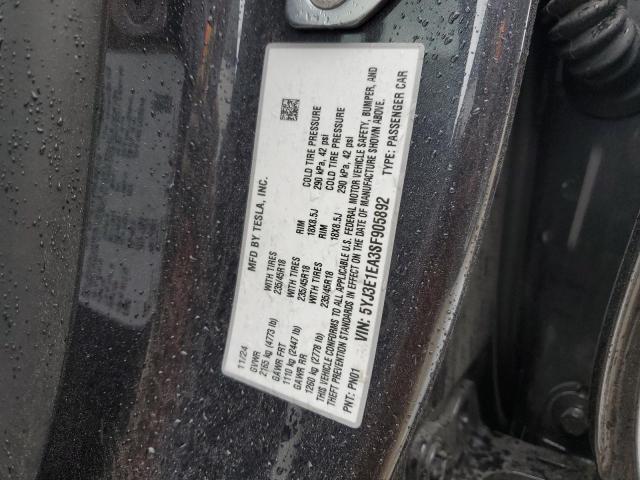 MFD BY TESLA, INC.
11/24
GVWR
2165 kg (4773 lb)
GAWR FRT WITH TIRES RIM COLD TIRE PRESSURE
1110 kg (2447 lb) 235/45R18 18X8.5J 290 kPa, 42 psi
GAWR RR WITH TIRES RIM COLD TIRE PRESSURE
1260 kg (2778 lb) 235/45R18 18X8.5J 290 kPa, 42 psi
THIS VEHICLE CONFORMS TO ALL APPLICABLE U.S. FEDERAL MOTOR VEHICLE SAFETY, BUMPER, AND
THEFT PREVENTION STANDARDS IN EFFECT ON THE DATE OF MANUFACTURE SHOWN ABOVE.
VIN: 5YJ3E1EA3SF905892 TYPE: PASSENGER CAR
PNT: PN01